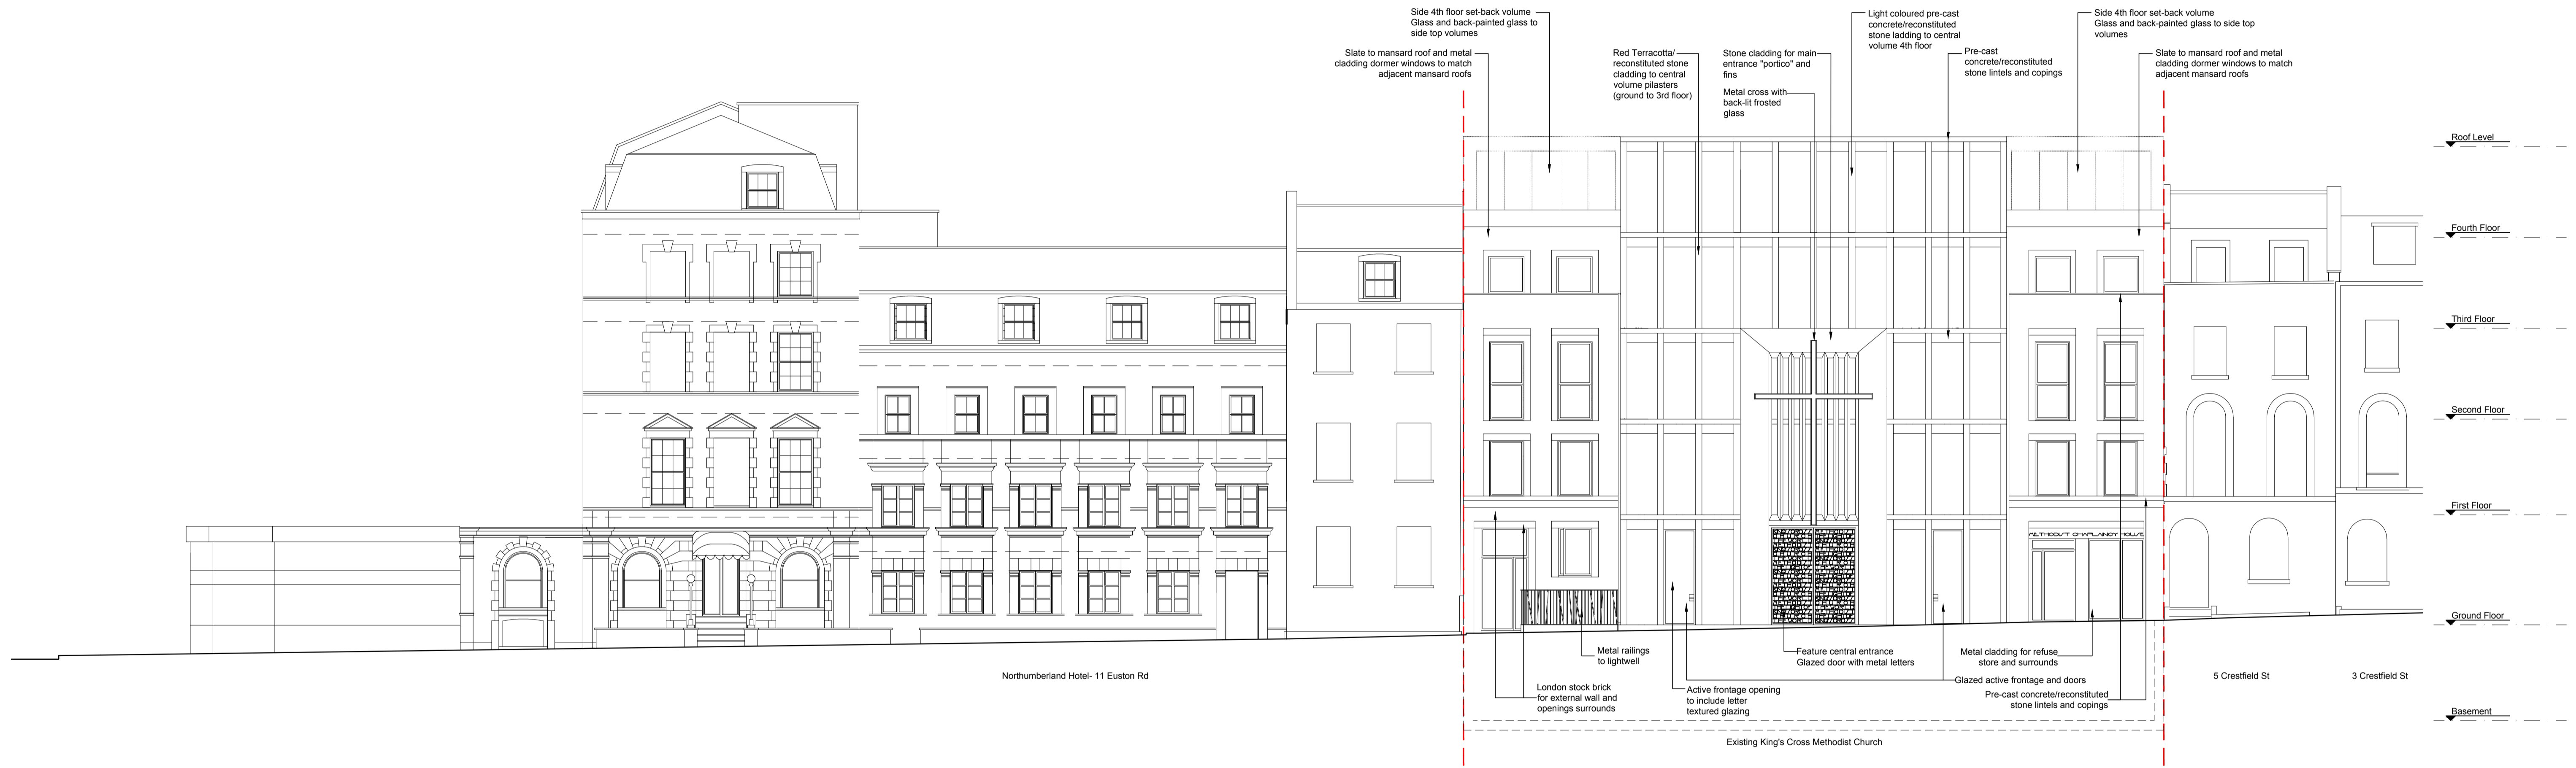 Side 4th floor set-back volume
Glass and back-painted glass to
side top volumes
Slate to mansard roof and metal
cladding dormer windows to match
adjacent mansard roofs
Red Terracotta/
reconstituted stone
cladding to central
volume pilasters
(ground to 3rd floor)
Stone cladding for main
entrance "portico" and
fins
Metal cross with
back-lit frosted
glass
Light coloured pre-cast
concrete/reconstituted
stone ladding to central
volume 4th floor
Pre-cast
concrete/reconstituted
stone lintels and copings
Side 4th floor set-back volume
Glass and back-painted glass to side top
volumes
Slate to mansard roof and metal
cladding dormer windows to match
adjacent mansard roofs
Roof Level
Fourth Floor
Third Floor
Second Floor
First Floor
Ground Floor
Basement
METHODIST CHAPLAINCY HOUSE
Metal railings
to lightwell
Feature central entrance
Glazed door with metal letters
Metal cladding for refuse
store and surrounds
London stock brick
for external wall and
openings surrounds
Active frontage opening
to include letter
textured glazing
Glazed active frontage and doors
Pre-cast concrete/reconstituted
stone lintels and copings
Northumberland Hotel- 11 Euston Rd
5 Crestfield St
3 Crestfield St
Existing King's Cross Methodist Church